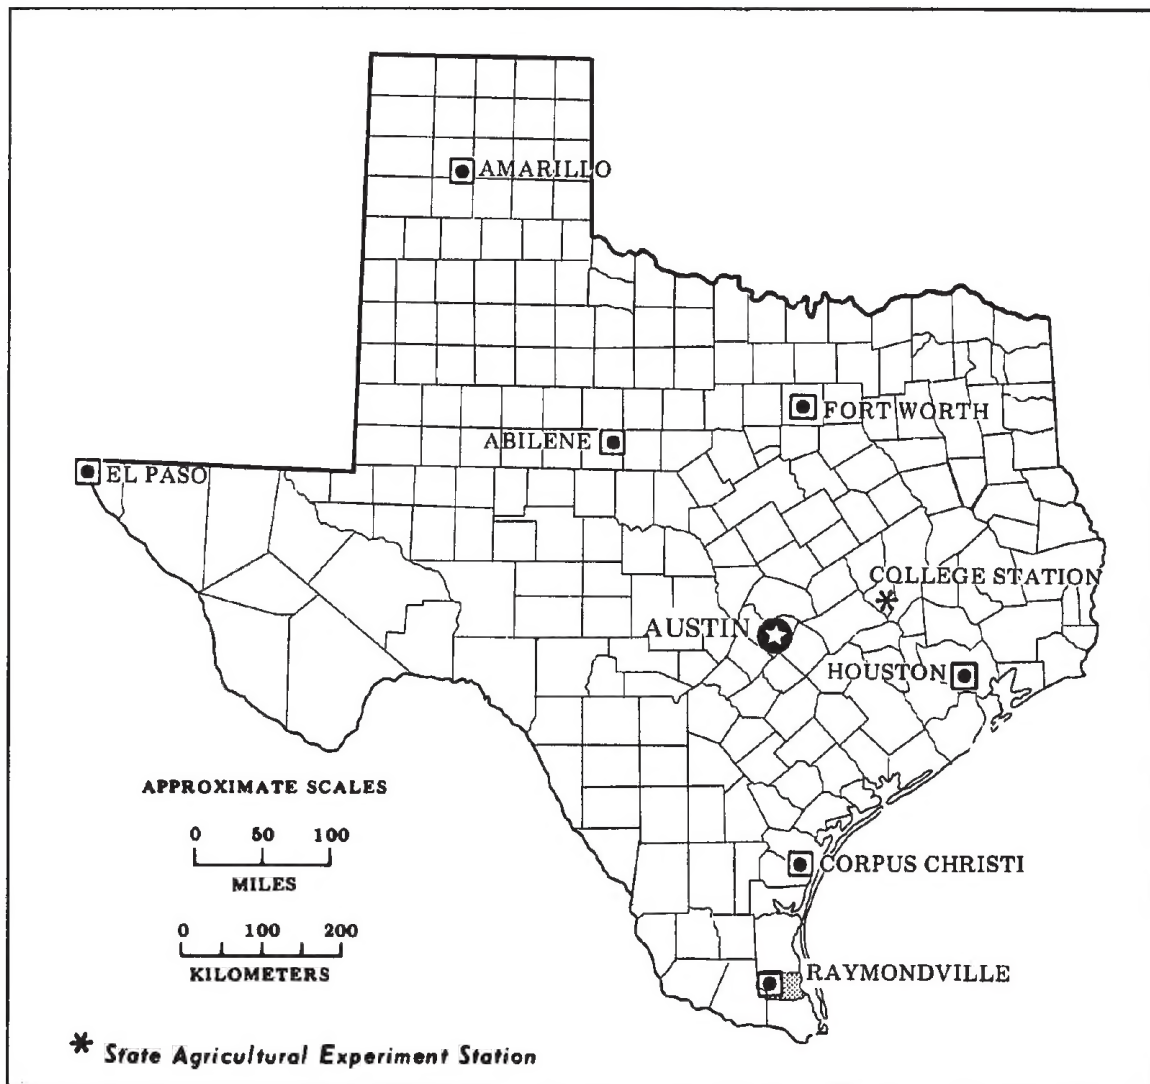 AMARILLO
FORT WORTH
ABILENE
EL PASO
COLLEGE STATION
AUSTIN
HOUSTON
APPROXIMATE SCALES
0 50 100
MILES
CORPUS CHRISTI
0 100 200
KILOMETERS
RAYMONDVILLE
* State Agricultural Experiment Station